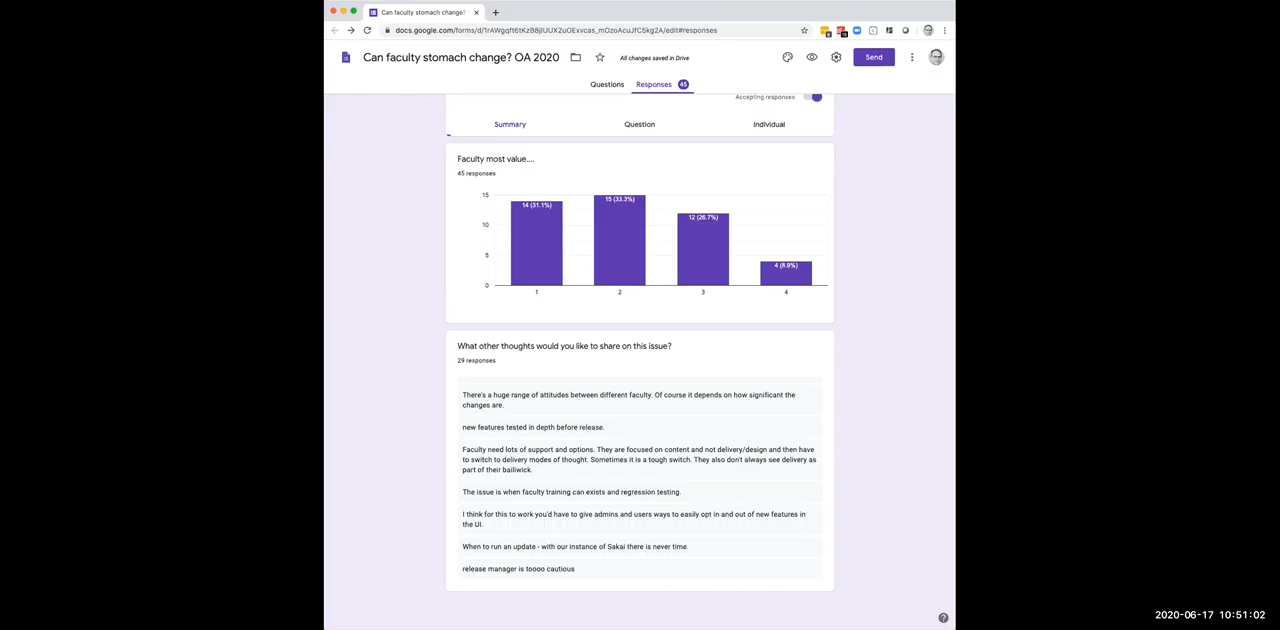 Can faculty stomach change?
docs.google.com/forms/d/1rAWgqft6tKzB8jIUUX2uOExvcas_mOzoAcuJfC5kg2A/edit#responses
Can faculty stomach change? OA 2020
All changes saved in Drive
Send
Questions
Responses 45
Accepting responses
Summary
Question
Individual
Faculty most value....
45 responses
15
10
5
0
14 (31.1%)
15 (33.3%)
12 (26.7%)
4 (8.9%)
1
2
3
4
What other thoughts would you like to share on this issue?
29 responses
There's a huge range of attitudes between different faculty. Of course it depends on how significant the
changes are.
new features tested in depth before release.
Faculty need lots of support and options. They are focused on content and not delivery/design and then have
to switch to delivery modes of thought. Sometimes it is a tough switch. They also don't always see delivery as
part of their bailiwick.
The issue is when faculty training can exists and regression testing.
I think for this to work you'd have to give admins and users ways to easily opt in and out of new features in
the UI.
When to run an update - with our instance of Sakai there is never time.
release manager is toooo cautious
2020-06-17 10:51:02